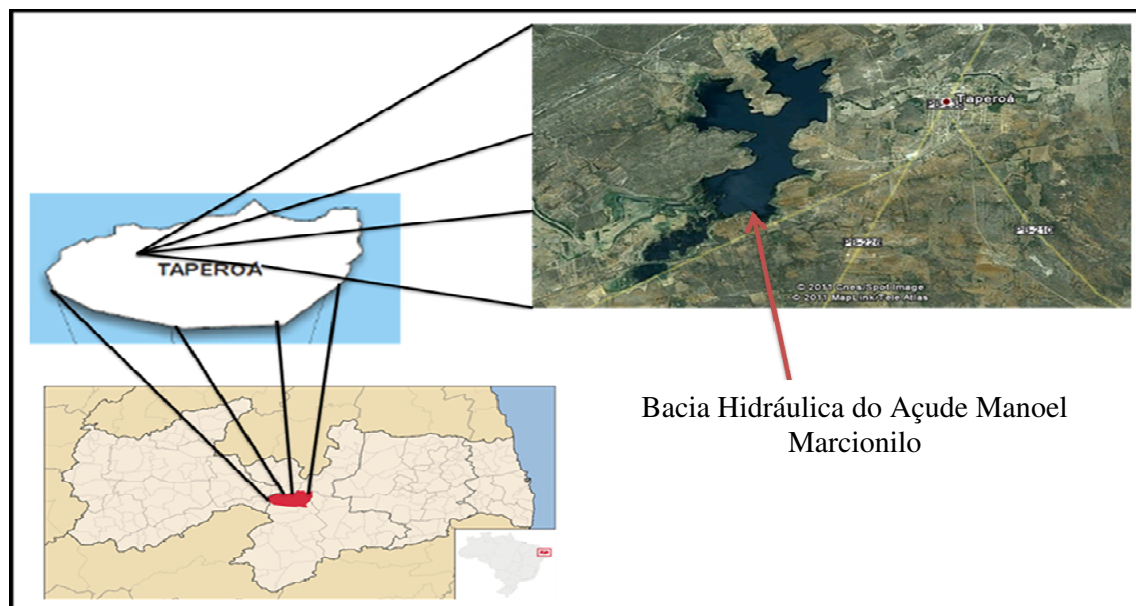 Taperoá
TAPEROÁ
PB-226
PB-210
© 2011 Cnes/Spot Image
© 2011 MapLink/Tele Atlas
Bacia Hidráulica do Açude Manoel
Marcionilo